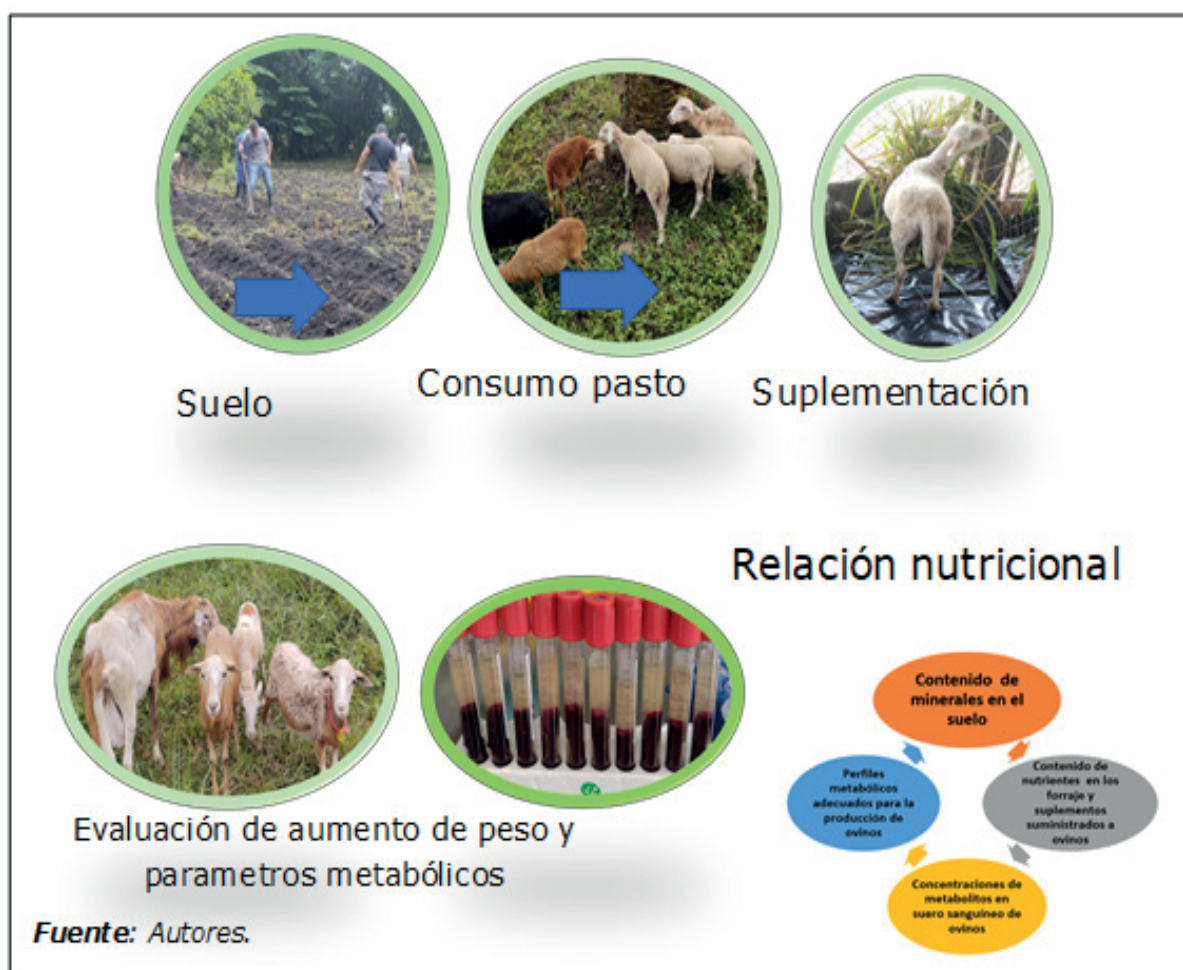 Suelo
Consumo pasto
Suplementación
Relación nutricional
Evaluación de aumento de peso y
parametros metabólicos
Contenido de
minerales en el
suelo
Perfiles
metabólicos
adecuados para la
producción de
ovinos
Contenido de
nutrientes en los
forraje y
suplementos
suministrados a
ovinos
Concentraciones de
metabolitos en
suero sanguíneo de
ovinos
Fuente: Autores.